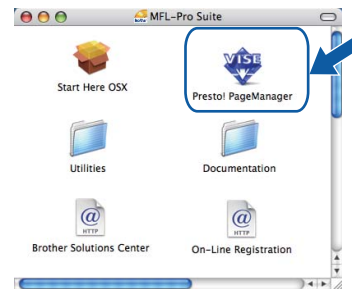 MFL-Pro Suite
VISE
Start Here OSX
Presto! PageManager
Utilities
Documentation
@
HTTP
@
HTTP
Brother Solutions Center
On-Line Registration